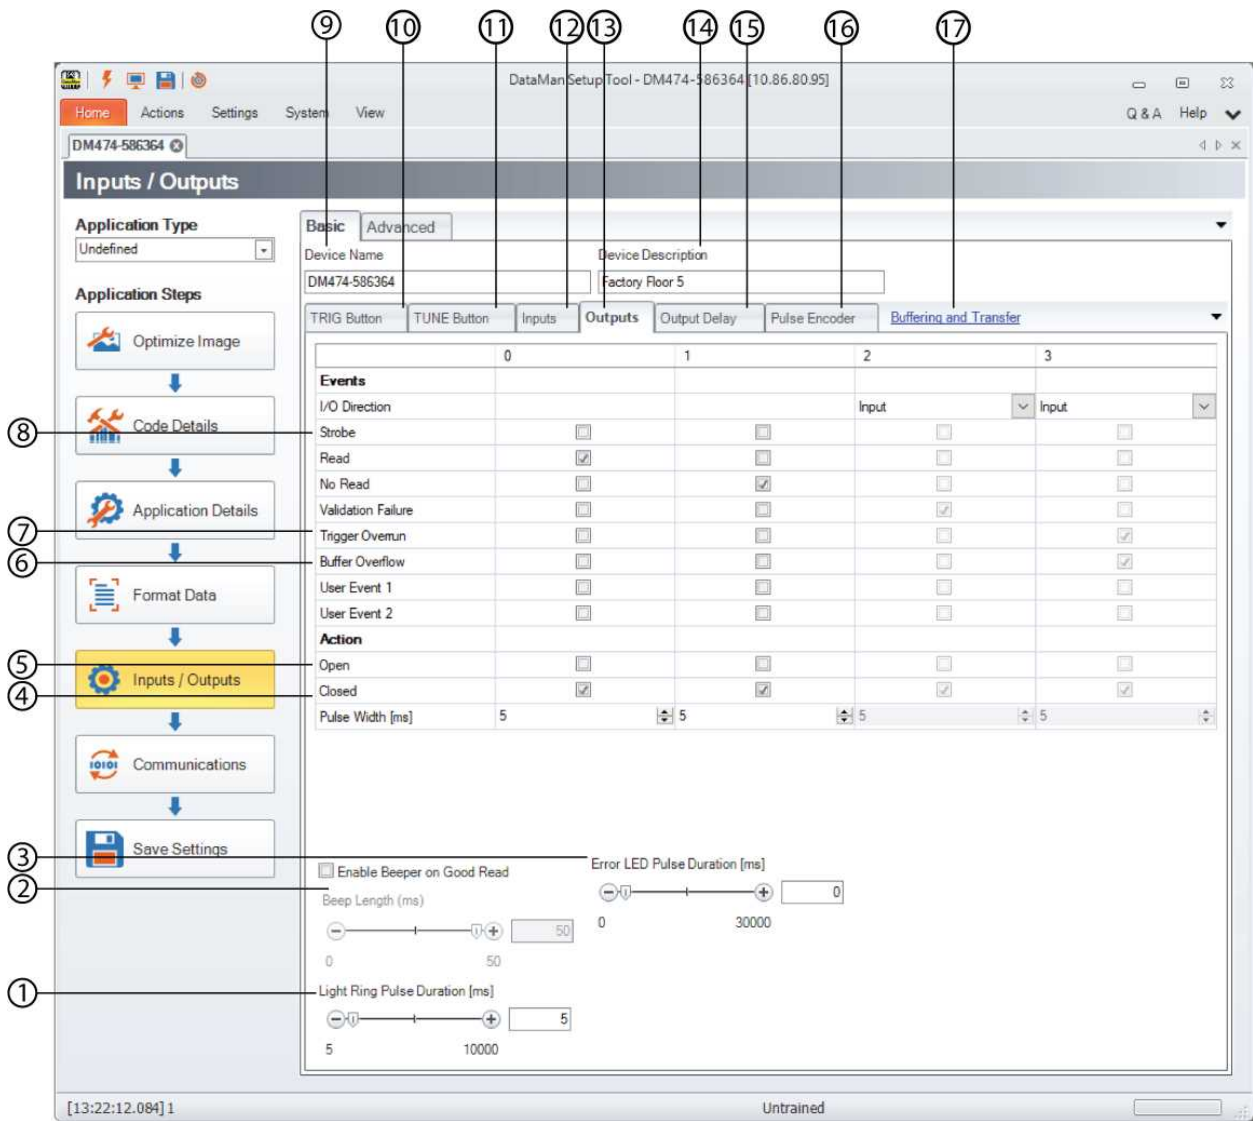 9 10 11 12 13 14 15 16 17
DataMan Setup Tool - DM474-586364 [10.86.80.95]
Home Actions Settings System View Q & A Help
DM474-586364
Inputs / Outputs
Application Type
Undefined
Application Steps
Optimize Image
8
Code Details
Application Details
7
6
Format Data
5
4
Inputs / Outputs
Communications
3
Save Settings
2
1
Basic Advanced
Device Name Device Description
DM474-586364 Factory Floor 5
TRIG Button TUNE Button Inputs Outputs Output Delay Pulse Encoder Buffering and Transfer
0 1 2 3
Events
I/O Direction Input Input
Strobe
Read
No Read
Validation Failure
Trigger Overrun
Buffer Overflow
User Event 1
User Event 2
Action
Open
Closed
Pulse Width [ms] 5 5 5 5
Enable Beeper on Good Read
Beep Length (ms)
50
0 50
Error LED Pulse Duration [ms]
0
0 30000
Light Ring Pulse Duration [ms]
5
5 10000
[13:22:12.084] 1 Untrained